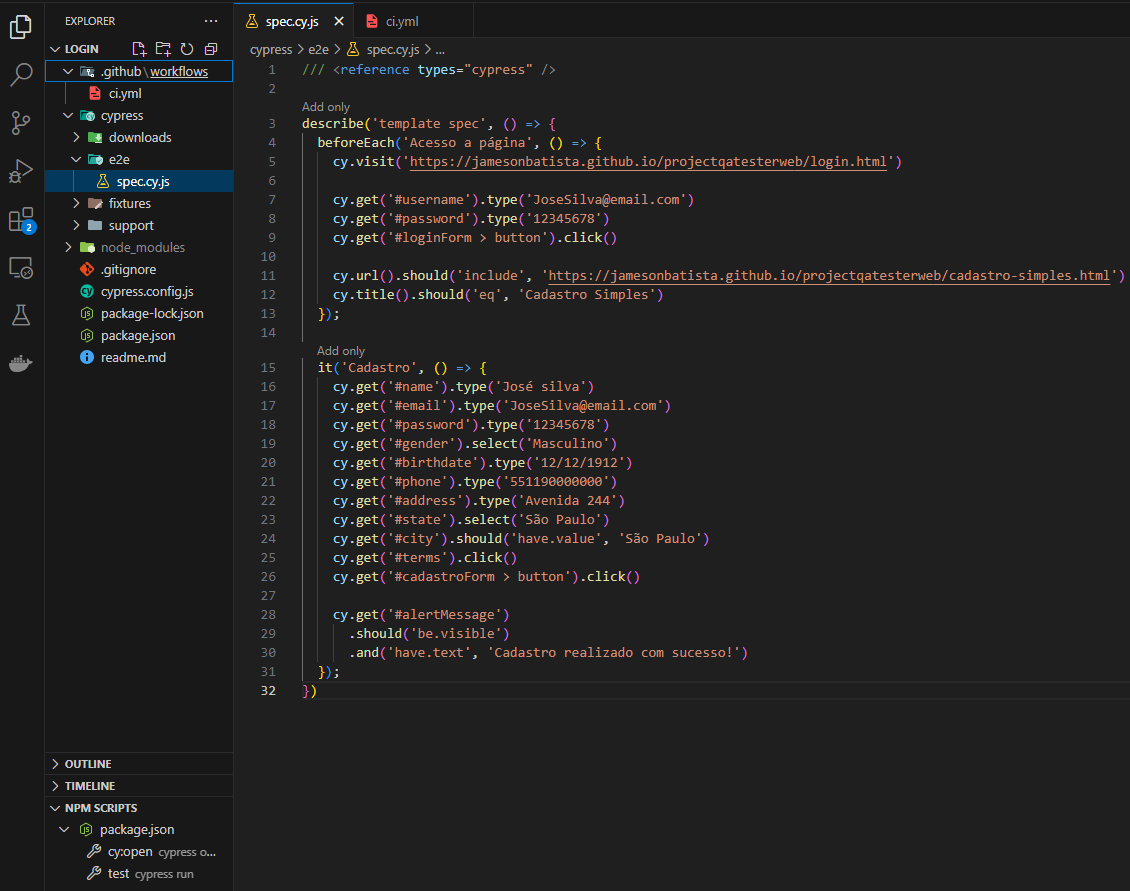 EXPLORER
LOGIN
.github\workflows
ci.yml
cypress
downloads
e2e
spec.cy.js
fixtures
support
node_modules
.gitignore
cypress.config.js
package-lock.json
package.json
readme.md
2
OUTLINE
TIMELINE
NPM SCRIPTS
package.json
cy:open cypress o...
test cypress run
spec.cy.js
ci.yml
cypress > e2e > spec.cy.js > ...
1 /// <reference types="cypress" />
2
Add only
3 describe('template spec', () => {
4 beforeEach('Acesso a página', () => {
5 cy.visit('https://jamesonbatista.github.io/projectqatesterweb/login.html')
6
7 cy.get('#username').type('JoseSilva@email.com')
8 cy.get('#password').type('12345678')
9 cy.get('#loginForm > button').click()
10
11 cy.url().should('include', 'https://jamesonbatista.github.io/projectqatesterweb/cadastro-simples.html')
12 cy.title().should('eq', 'Cadastro Simples')
13 });
14
Add only
15 it('Cadastro', () => {
16 cy.get('#name').type('José silva')
17 cy.get('#email').type('JoseSilva@email.com')
18 cy.get('#password').type('12345678')
19 cy.get('#gender').select('Masculino')
20 cy.get('#birthdate').type('12/12/1912')
21 cy.get('#phone').type('551190000000')
22 cy.get('#address').type('Avenida 244')
23 cy.get('#state').select('São Paulo')
24 cy.get('#city').should('have.value', 'São Paulo')
25 cy.get('#terms').click()
26 cy.get('#cadastroForm > button').click()
27
28 cy.get('#alertMessage')
29 .should('be.visible')
30 .and('have.text', 'Cadastro realizado com sucesso!')
31 });
32 })